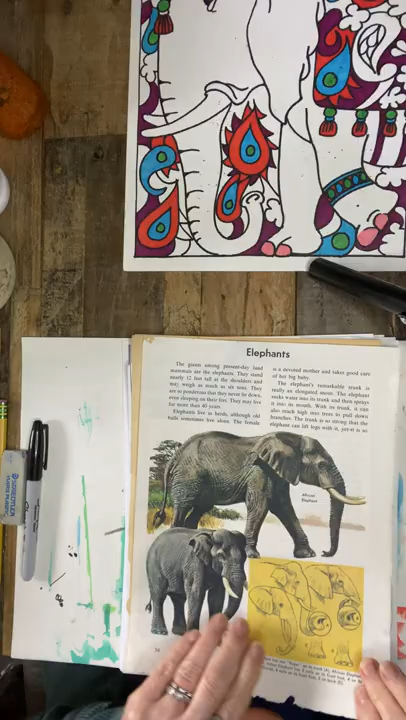 Elephants
The giants among present-day land
mammals are the elephants. They stand
nearly 12 feet tall at the shoulders and
may weigh as much as six tons. They
are so ponderous that they never lie down,
even sleeping on their feet. They may live
for more than 40 years.
Elephants live in herds, although old
bulls sometimes live alone. The female
is a devoted mother and takes good care
of her big baby.
The elephant's remarkable trunk is
really an elongated nose. The elephant
sucks water into its trunk and then sprays
it into its mouth. With its trunk, it can
also reach high into trees to pull down
branches. The trunk is so strong that the
elephant can lift logs with it, yet it is so
African
Elephant
STAEDTLER